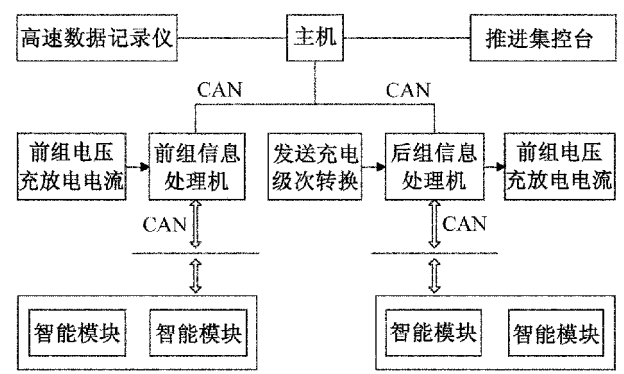 高速数据记录仪
主机
推进集控台
CAN
CAN
前组电压
充放电电流
前组信息
处理机
发送充电
级次转换
后组信息
处理机
前组电压
充放电电流
CAN
CAN
智能模块
智能模块
智能模块
智能模块